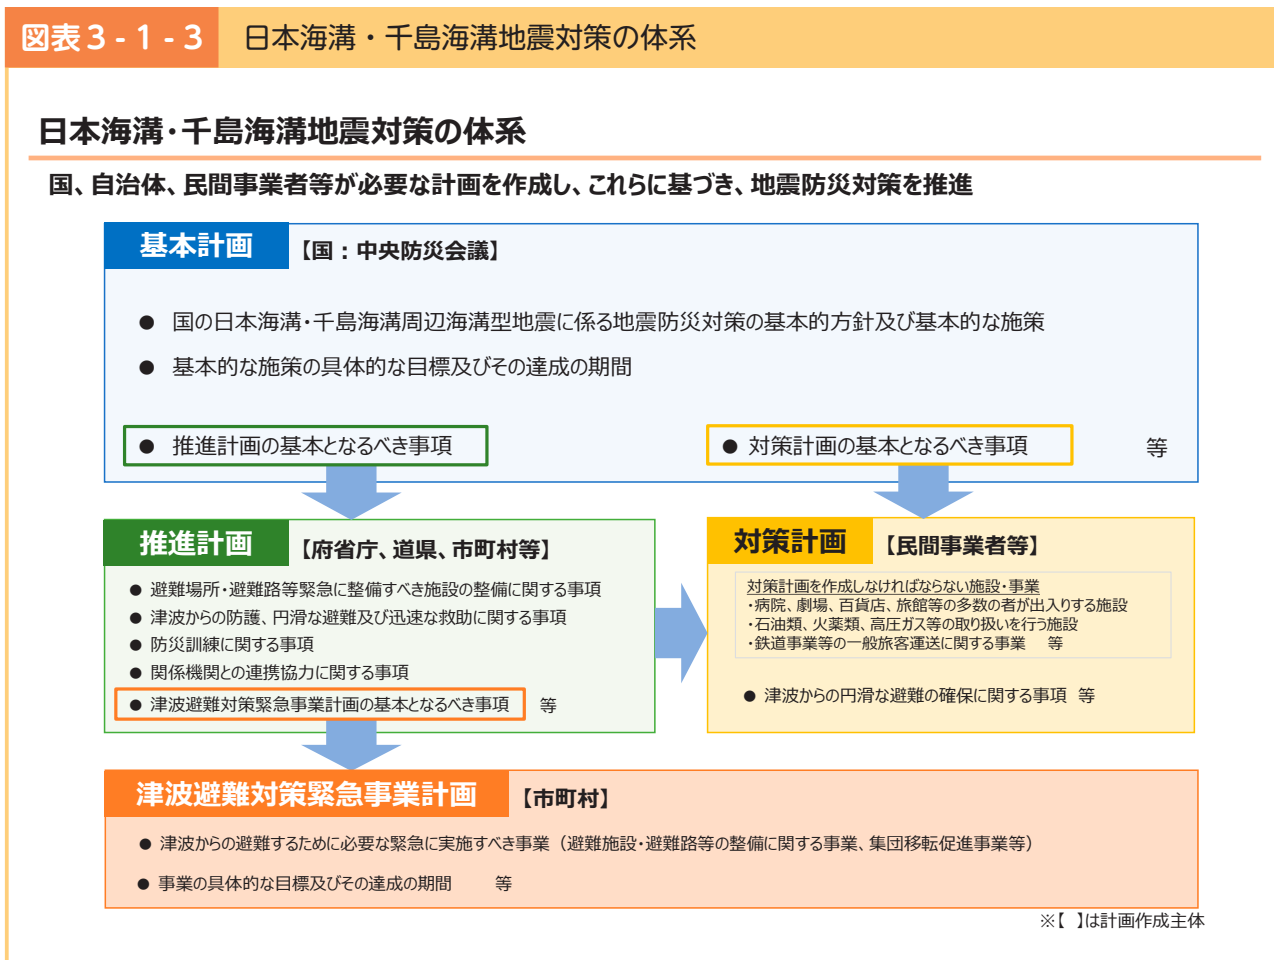 図表3-1-3 日本海溝・千島海溝地震対策の体系
日本海溝・千島海溝地震対策の体系
国、自治体、民間事業者等が必要な計画を作成し、これらに基づき、地震防災対策を推進
基本計画 【国：中央防災会議】
● 国の日本海溝・千島海溝周辺海溝型地震に係る地震防災対策の基本的方針及び基本的な施策
● 基本的な施策の具体的な目標及びその達成の期間
● 推進計画の基本となるべき事項
● 対策計画の基本となるべき事項 等
推進計画 【府省庁、道県、市町村等】
● 避難場所・避難路等緊急に整備すべき施設の整備に関する事項
● 津波からの防護、円滑な避難及び迅速な救助に関する事項
● 防災訓練に関する事項
● 関係機関との連携協力に関する事項
● 津波避難対策緊急事業計画の基本となるべき事項 等
対策計画 【民間事業者等】
対策計画を作成しなければならない施設・事業
・病院、劇場、百貨店、旅館等の多数の者が出入りする施設
・石油類、火薬類、高圧ガス等の取り扱いを行う施設
・鉄道事業等の一般旅客運送に関する事業 等
● 津波からの円滑な避難の確保に関する事項 等
津波避難対策緊急事業計画 【市町村】
● 津波からの避難するために必要な緊急に実施すべき事業（避難施設・避難路等の整備に関する事業、集団移転促進事業等）
● 事業の具体的な目標及びその達成の期間 等
※【 】は計画作成主体